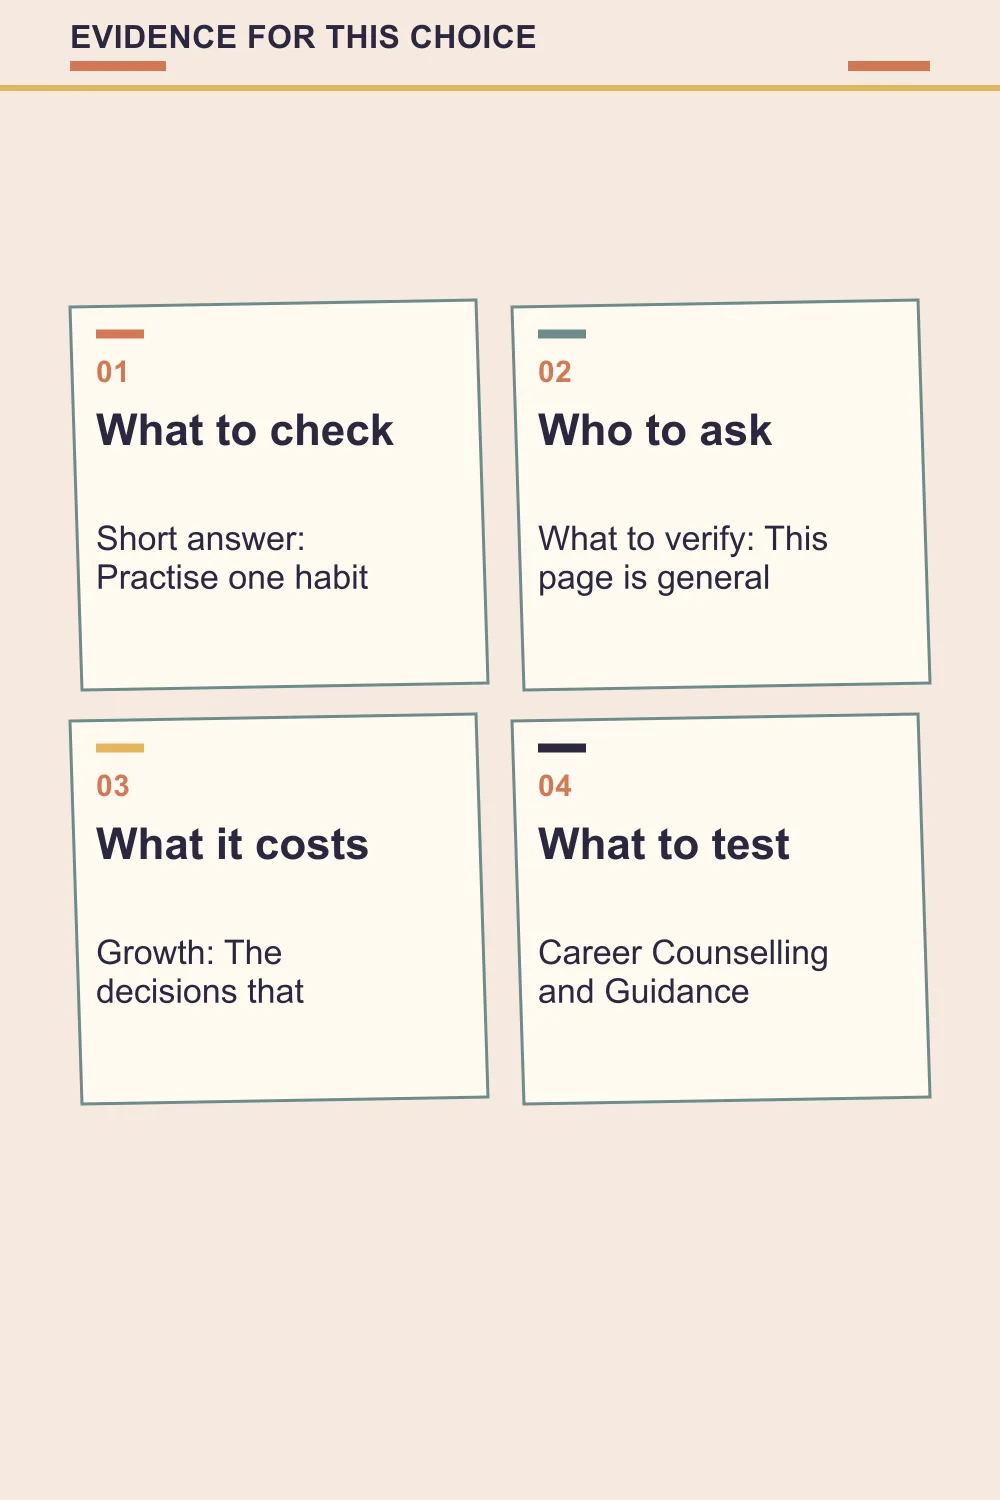 EVIDENCE FOR THIS CHOICE
01
What to check
Short answer:
Practise one habit
02
Who to ask
What to verify: This
page is general
03
What it costs
Growth: The
decisions that
04
What to test
Career Counselling
and Guidance